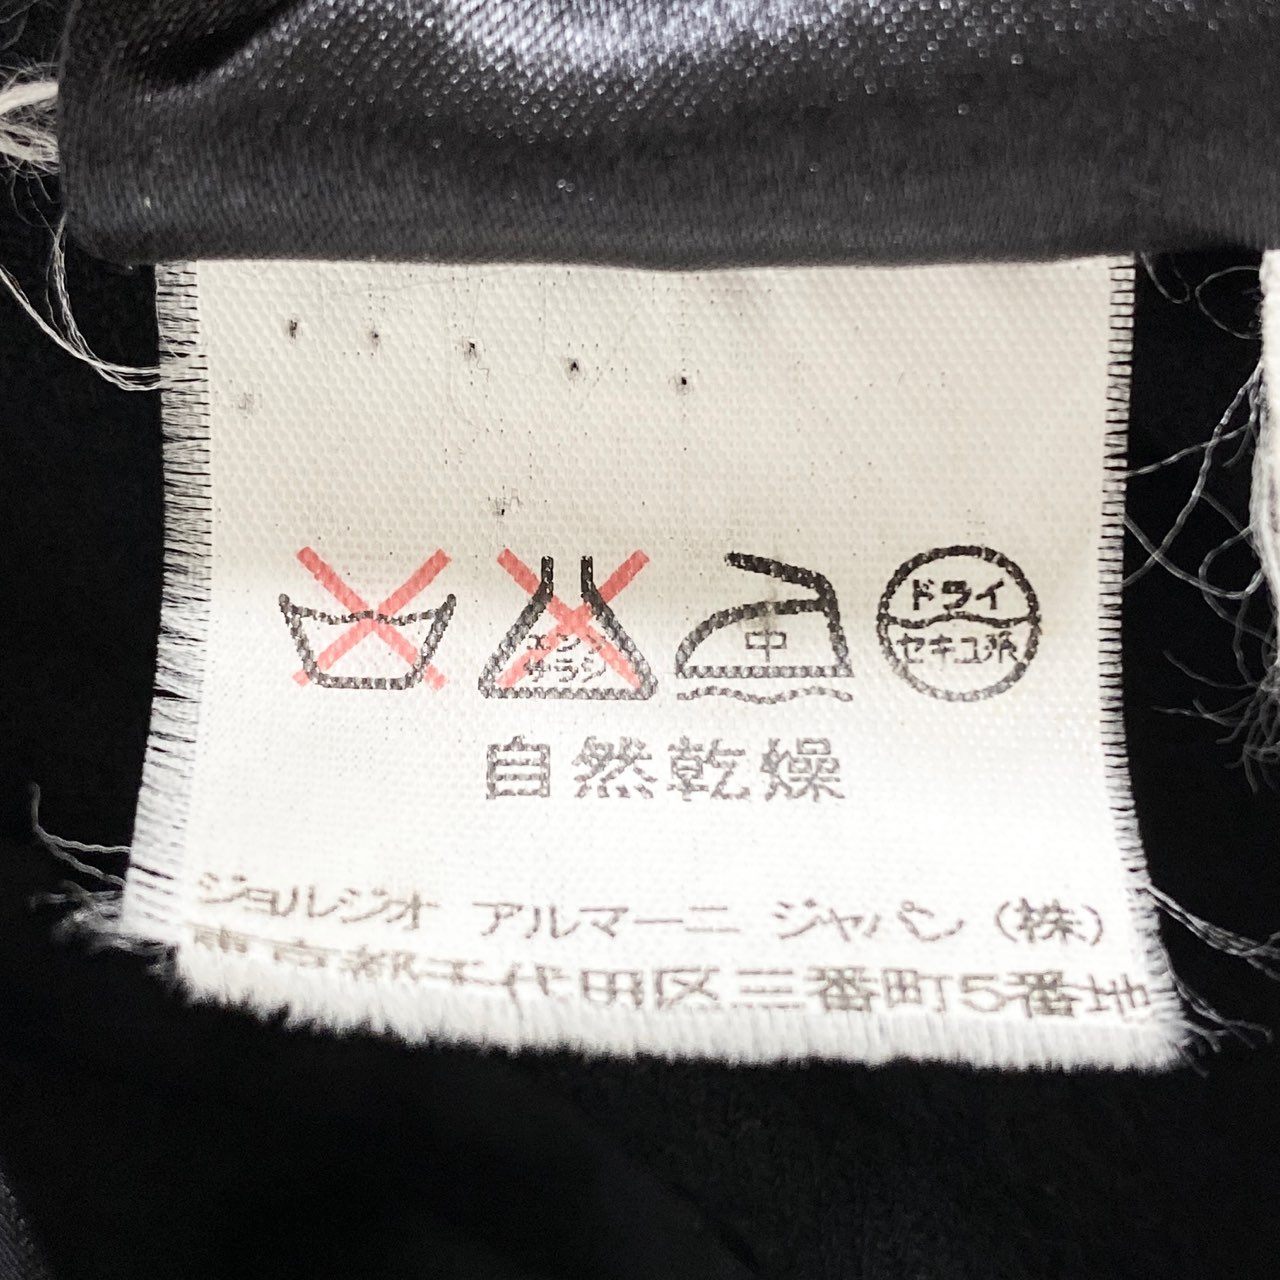 エンソ
サラシ
中
ドライ
セキユ系
自然乾燥
ジョルジオ アルマーニ ジャパン（株）
東京都千代田区三番町5番